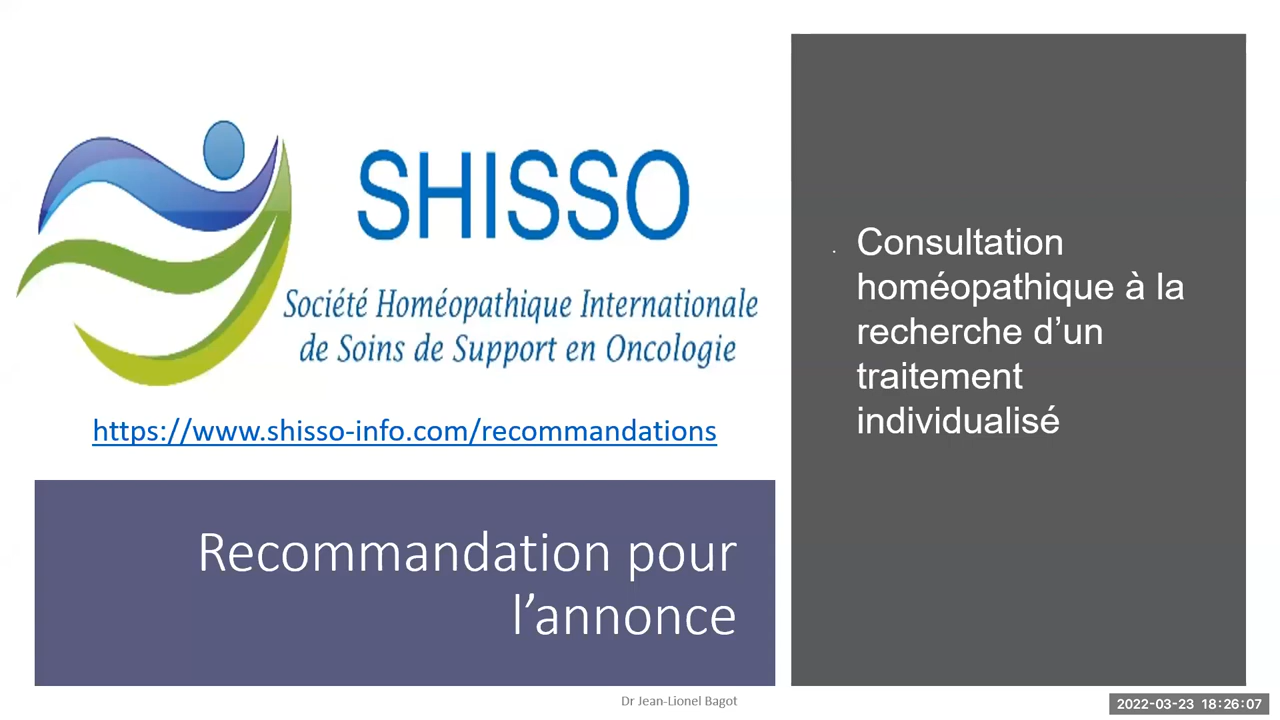 SHISSO
Société Homéopathique Internationale
de Soins de Support en Oncologie
https://www.shisso-info.com/recommandations
Recommandation pour
l’annonce
Consultation
homéopathique à la
recherche d’un
traitement
individualisé
Dr Jean-Lionel Bagot
2022-03-23 18:26:07